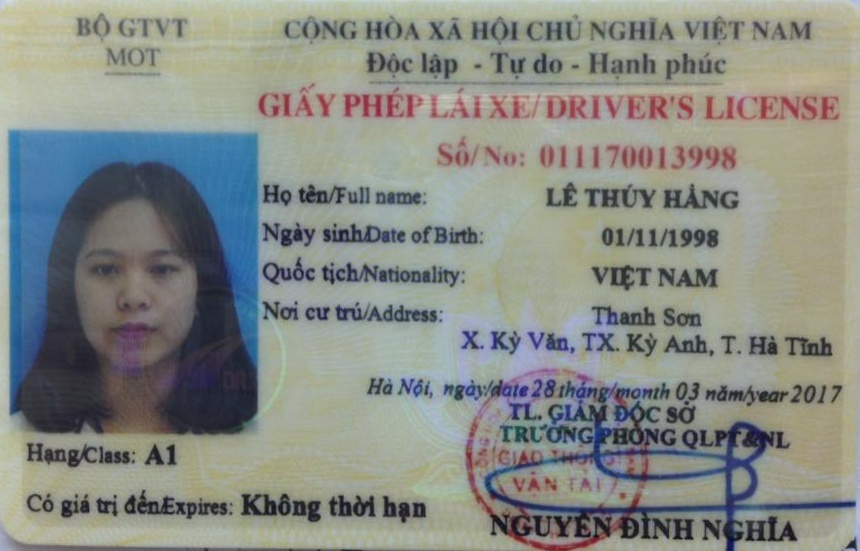 BỘ GTVT
MOT
CỘNG HÒA XÃ HỘI CHỦ NGHĨA VIỆT NAM
Độc lập - Tự do - Hạnh phúc
GIẤY PHÉP LÁI XE/ DRIVER'S LICENSE
Số/No: 011170013998
Họ tên/Full name: LÊ THÚY HẰNG
Ngày sinh/Date of Birth: 01/11/1998
Quốc tịch/Nationality: VIỆT NAM
Nơi cư trú/Address: Thanh Sơn
X. Kỳ Văn, TX. Kỳ Anh, T. Hà Tĩnh
Hà Nội, ngày/date 28 tháng/month 03 năm/year 2017
TL. GIÁM ĐỐC SỞ
TRƯỞNG PHÒNG QLPT&NL
GIAO THÔNG
VẬN TẢI
Hạng/Class: A1
Có giá trị đến/Expires: Không thời hạn
NGUYỄN ĐÌNH NGHĨA